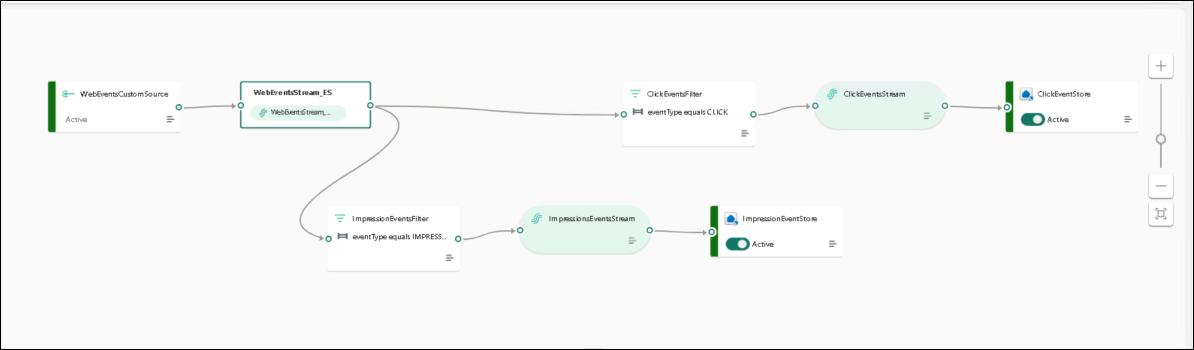 WebEventsCustomSource
Active
WebEventsStream_ES
WebEventsStream_...
ClickEventsFilter
eventType equals CLICK
ClickEventsStream
ClickEventStore
Active
ImpressionEventsFilter
eventType equals IMPRESS...
ImpressionsEventsStream
ImpressionEventStore
Active